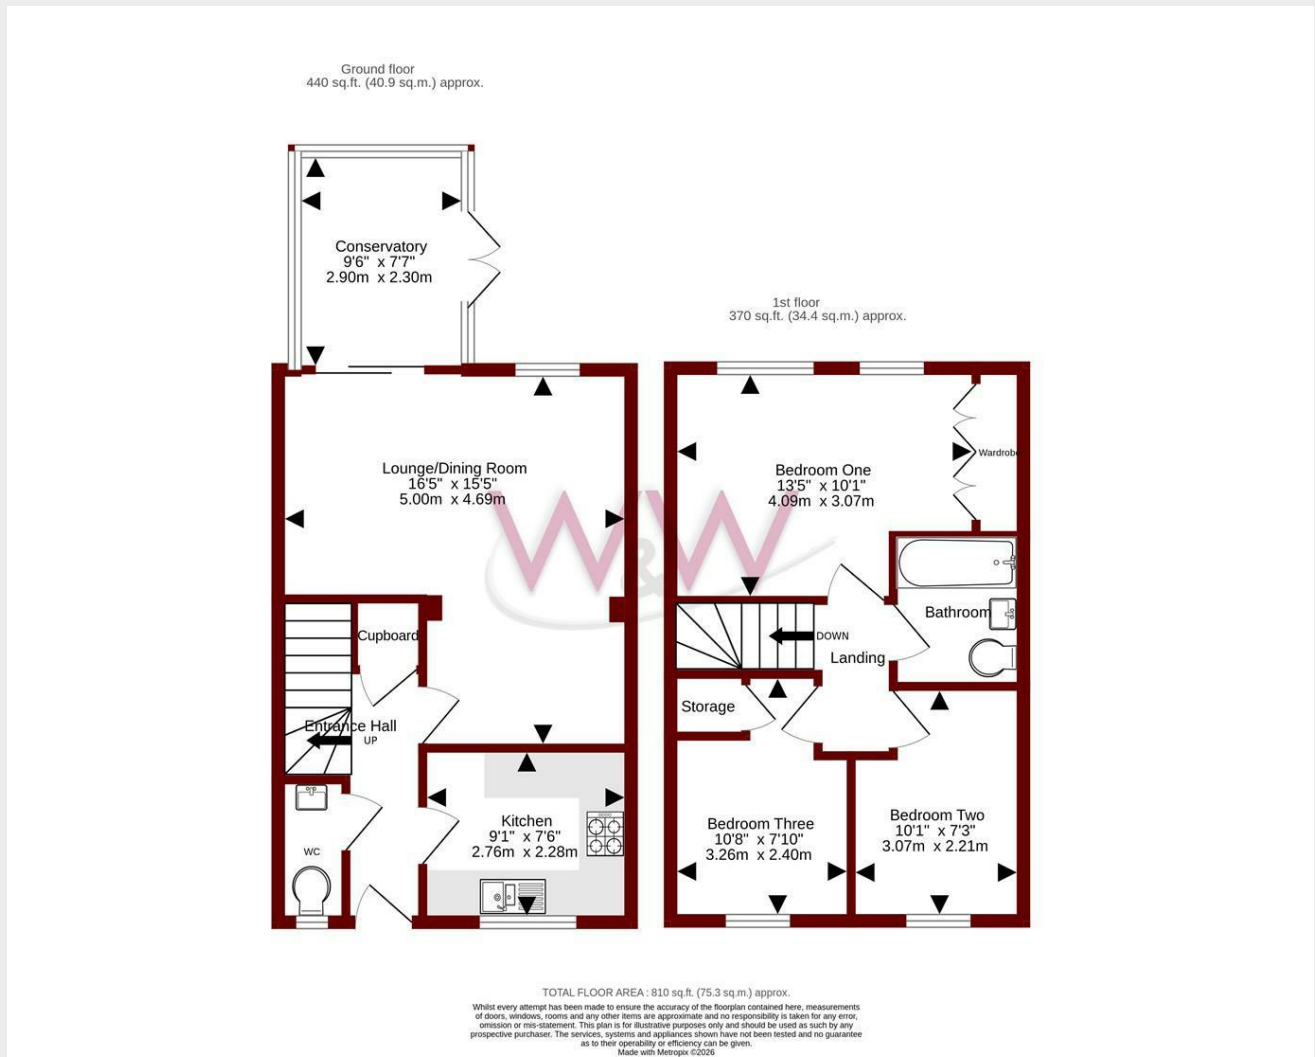 Ground floor
440 sq.ft. (40.9 sq.m.) approx.
Conservatory
9'6" x 7'7"
2.90m x 2.30m
1st floor
370 sq.ft. (34.4 sq.m.) approx.
Lounge/Dining Room
16'5" x 15'5"
5.00m x 4.69m
Bedroom One
13'5" x 10'1"
4.09m x 3.07m
Wardrobe
W&W
Cupboard
Entrance Hall
UP
WC
Kitchen
9'1" x 7'6"
2.76m x 2.28m
Bathroom
DOWN
Landing
Storage
Bedroom Three
10'8" x 7'10"
3.26m x 2.40m
Bedroom Two
10'1" x 7'3"
3.07m x 2.21m
TOTAL FLOOR AREA : 810 sq.ft. (75.3 sq.m.) approx.
Whilst every attempt has been made to ensure the accuracy of the floorplan contained here, measurements
of doors, windows, rooms and any other items are approximate and no responsibility is taken for any error,
omission or mis-statement. This plan is for illustrative purposes only and should be used as such by any
prospective purchaser. The services, systems and appliances shown have not been tested and no guarantee
as to their operability or efficiency can be given.
Made with Metropix ©2026